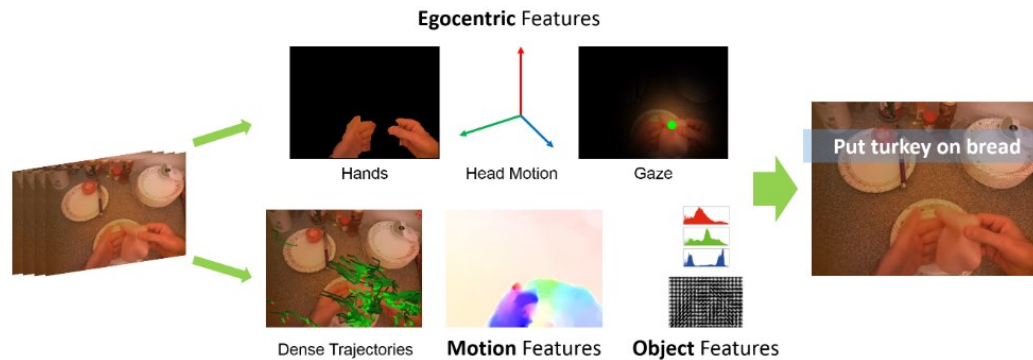 Egocentric Features
Hands
Head Motion
Gaze
Put turkey on bread
Dense Trajectories
Motion Features
Object Features